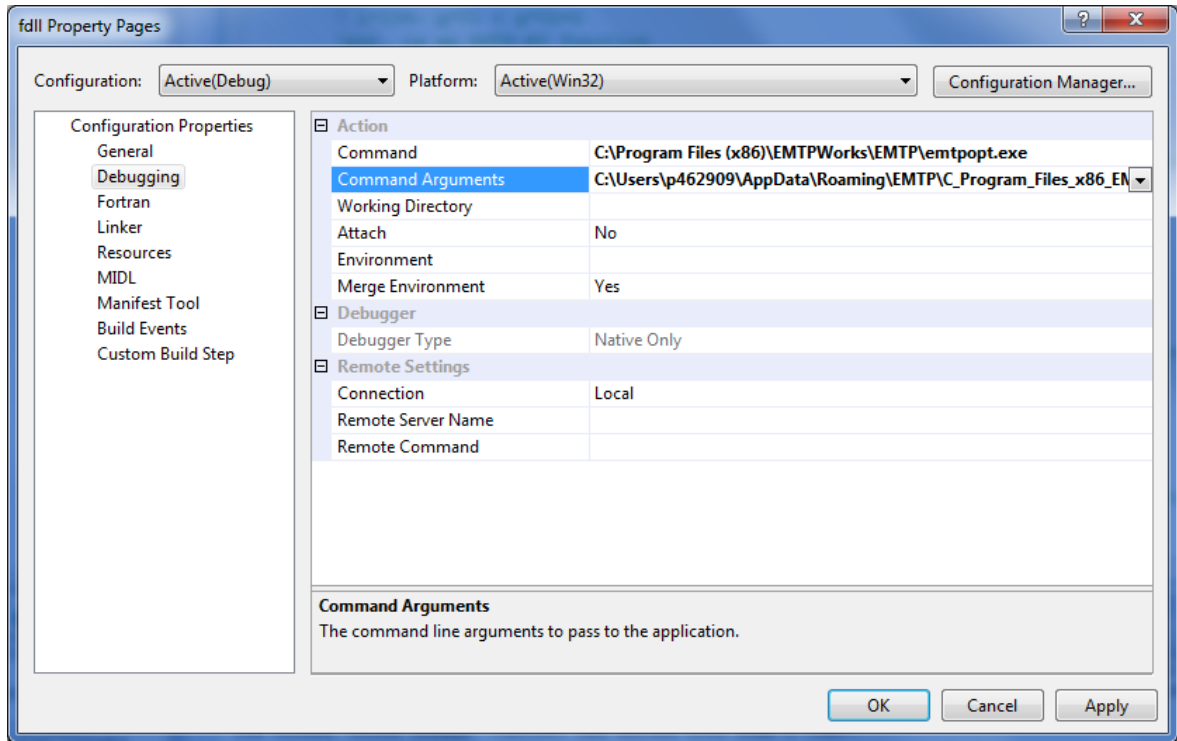 fdll Property Pages
Configuration: Active(Debug) Platform: Active(Win32) Configuration Manager...
Configuration Properties
General
Debugging
Fortran
Linker
Resources
MIDL
Manifest Tool
Build Events
Custom Build Step
Action
Command C:\Program Files (x86)\EMTPWorks\EMTP\emtpopt.exe
Command Arguments C:\Users\p462909\AppData\Roaming\EMTP\C_Program_Files_x86_EM
Working Directory
Attach No
Environment
Merge Environment Yes
Debugger
Debugger Type Native Only
Remote Settings
Connection Local
Remote Server Name
Remote Command
Command Arguments
The command line arguments to pass to the application.
OK Cancel Apply